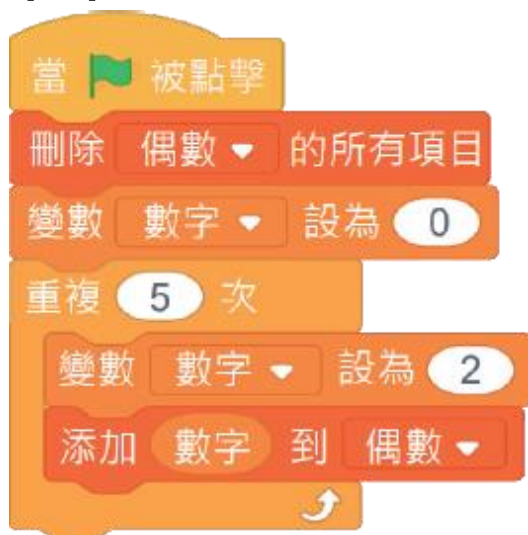 當 被點擊
刪除 偶數 的所有項目
變數 數字 設為 0
重複 5 次
變數 數字 設為 2
添加 數字 到 偶數